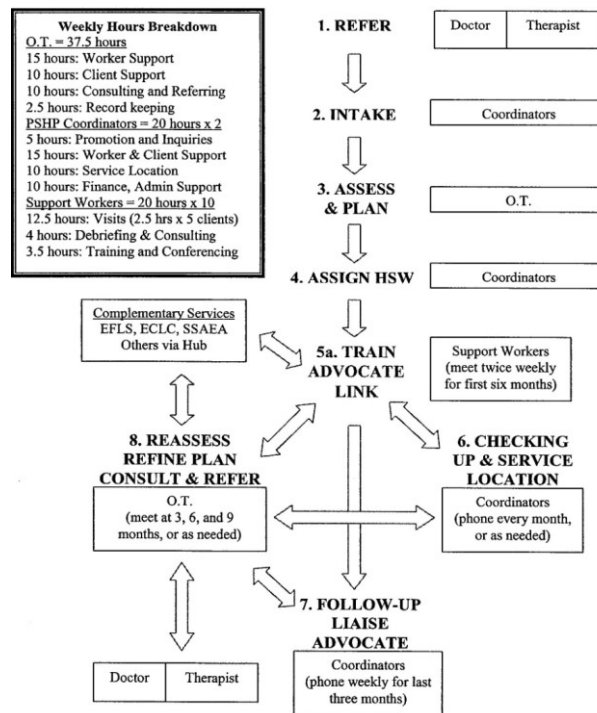 Weekly Hours Breakdown
O.T. = 37.5 hours
15 hours: Worker Support
10 hours: Client Support
10 hours: Consulting and Referring
2.5 hours: Record keeping
PSHP Coordinators = 20 hours x 2
5 hours: Promotion and Inquiries
15 hours: Worker & Client Support
10 hours: Service Location
10 hours: Finance, Admin Support
Support Workers = 20 hours x 10
12.5 hours: Visits (2.5 hrs x 5 clients)
4 hours: Debriefing & Consulting
3.5 hours: Training and Conferencing
1. REFER
Doctor
Therapist
2. INTAKE
Coordinators
3. ASSESS
& PLAN
O.T.
4. ASSIGN HSW
Coordinators
Complementary Services
EFLS, ECLC, SSAEA
Others via Hub
5a. TRAIN
ADVOCATE
LINK
Support Workers
(meet twice weekly
for first six months)
8. REASSESS
REFINE PLAN
CONSULT & REFER
O.T.
(meet at 3, 6, and 9
months, or as needed)
6. CHECKING
UP & SERVICE
LOCATION
Coordinators
(phone every month,
or as needed)
7. FOLLOW-UP
LIAISE
ADVOCATE
Coordinators
(phone weekly for last
three months)
Doctor
Therapist